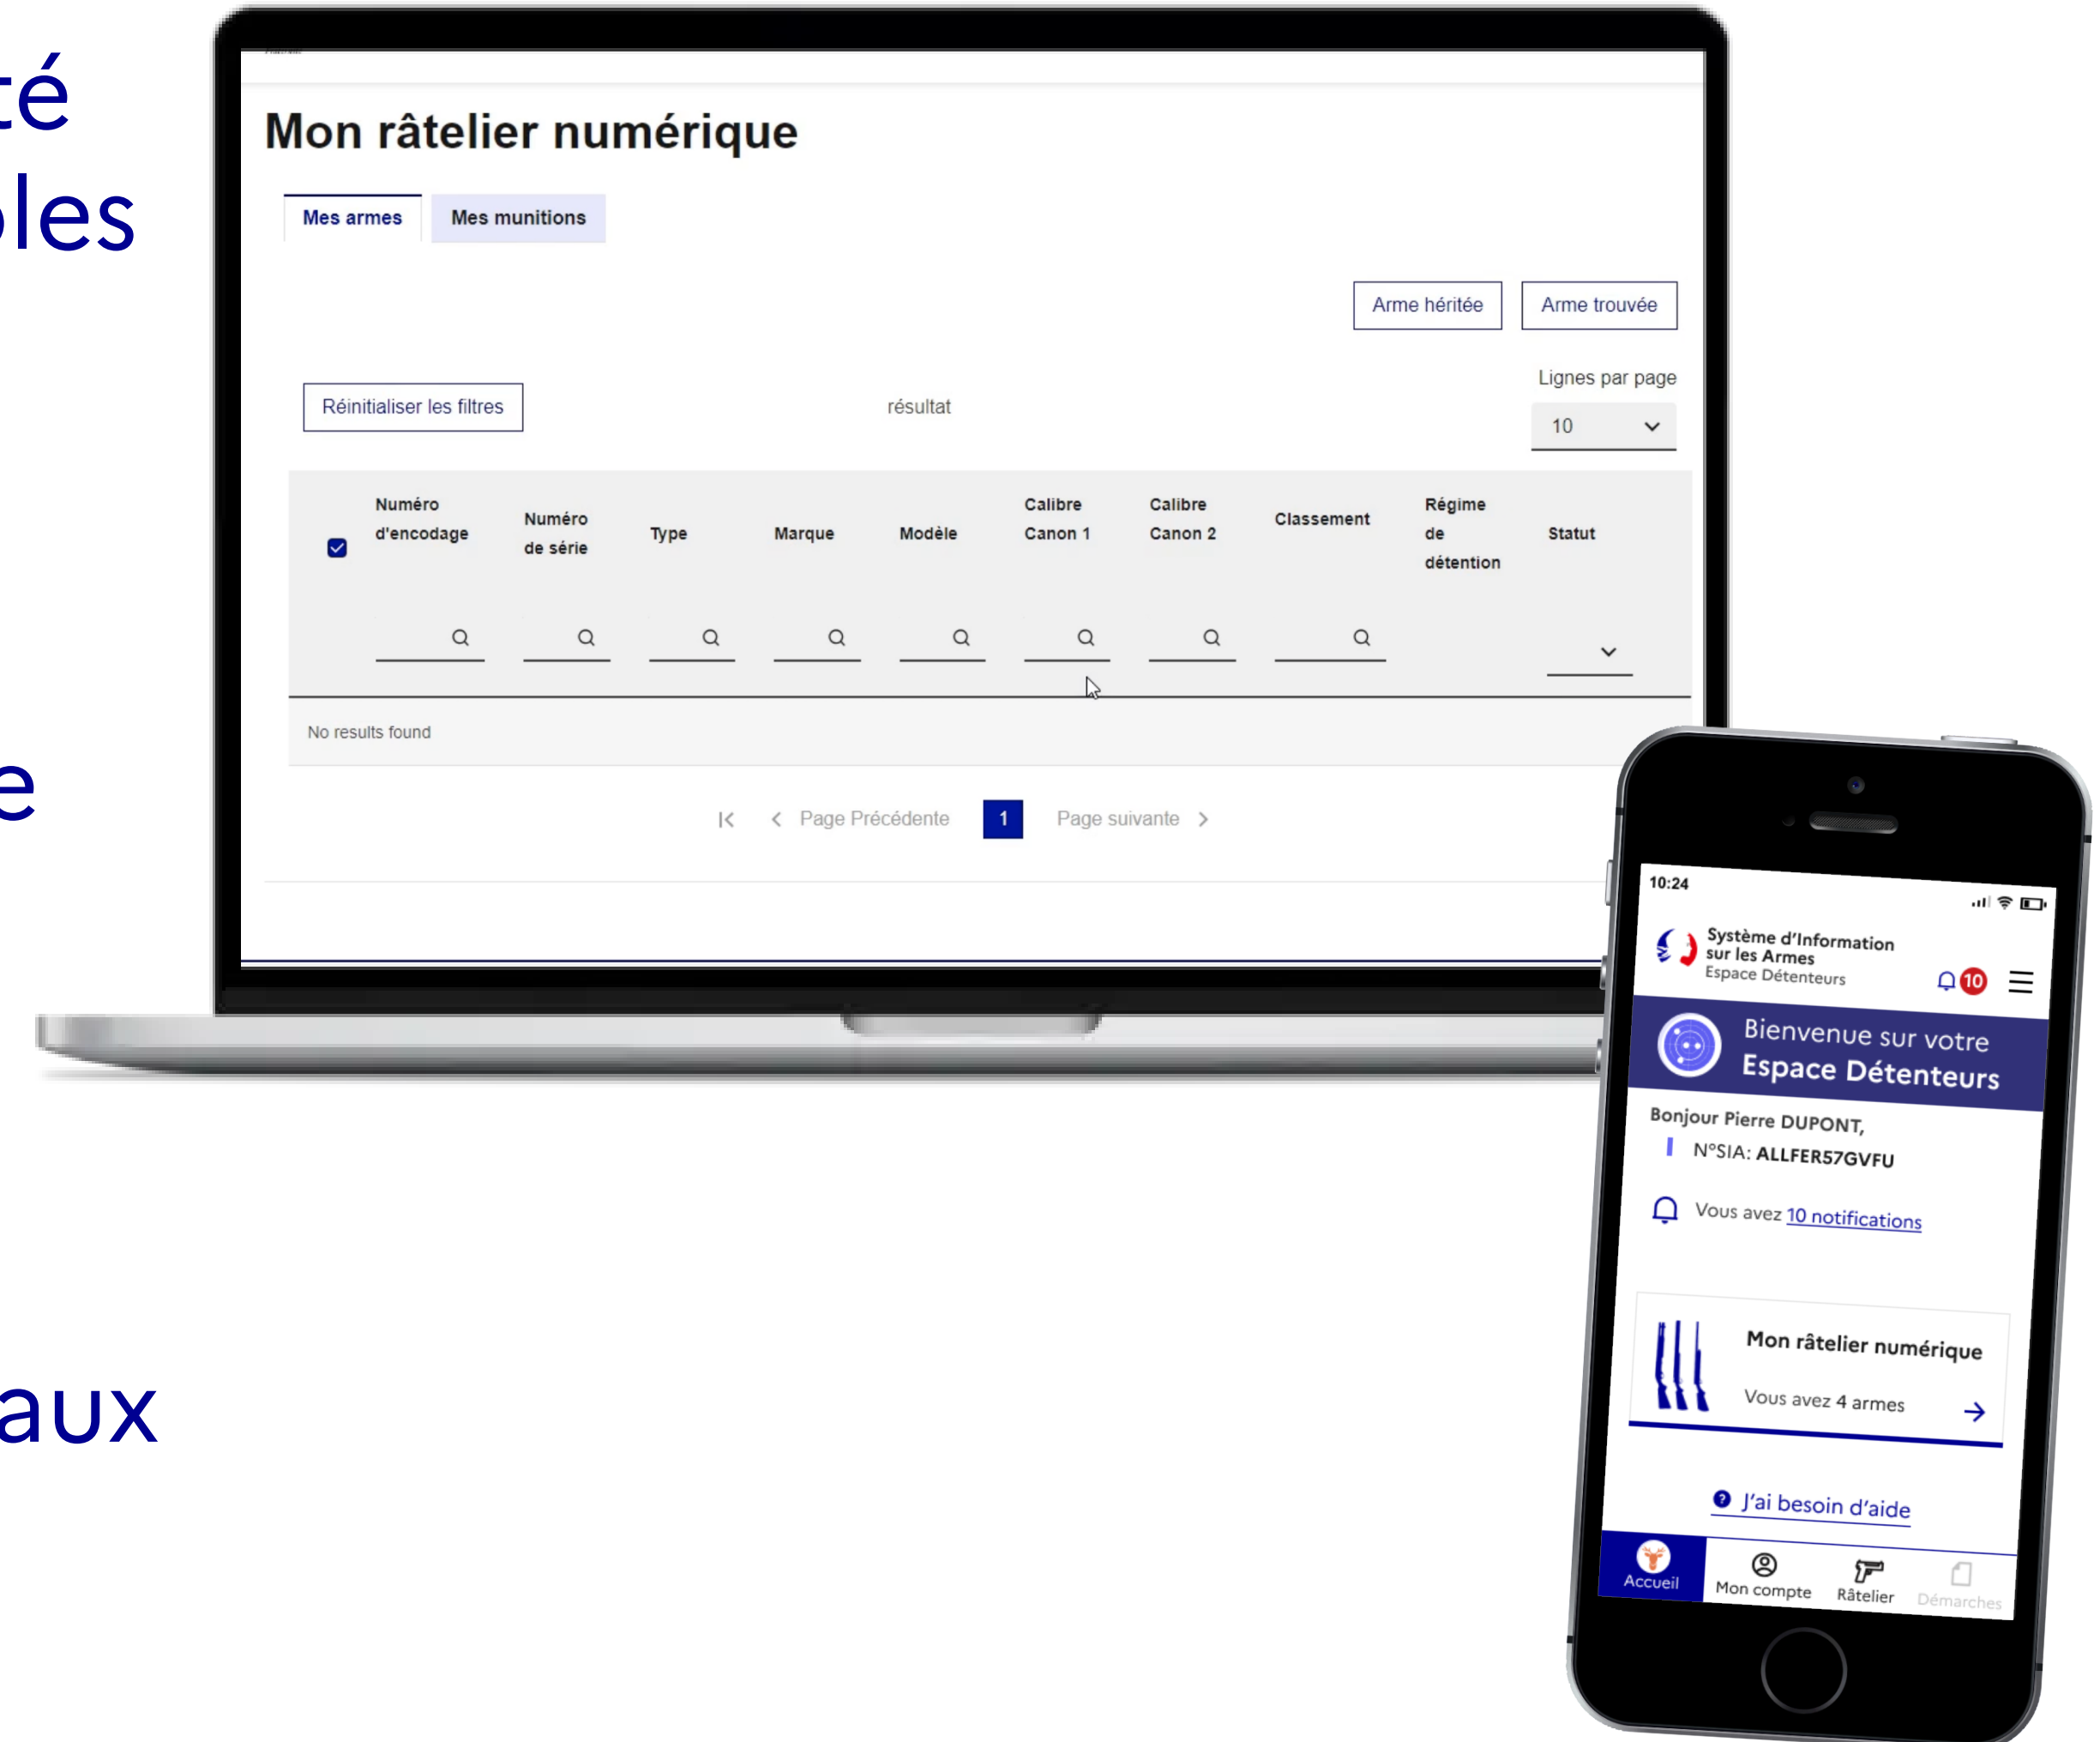 té
bles
e
aux
Mon râtelier numérique
Mes armes
Mes munitions
Arme héritée
Arme trouvée
Réinitialiser les filtres
résultat
Lignes par page
10
Numéro
d'encodage
Numéro
de série
Type
Marque
Modèle
Calibre
Canon 1
Calibre
Canon 2
Classement
Régime
de
détention
Statut
No results found
Page Précédente
1
Page suivante
10:24
Système d'Information
sur les Armes
Espace Détenteurs
10
Bienvenue sur votre
Espace Détenteurs
Bonjour Pierre DUPONT,
N°SIA: ALLFER57GVFU
Vous avez 10 notifications
Mon râtelier numérique
Vous avez 4 armes
J'ai besoin d'aide
Accueil
Mon compte
Râtelier
Démarches